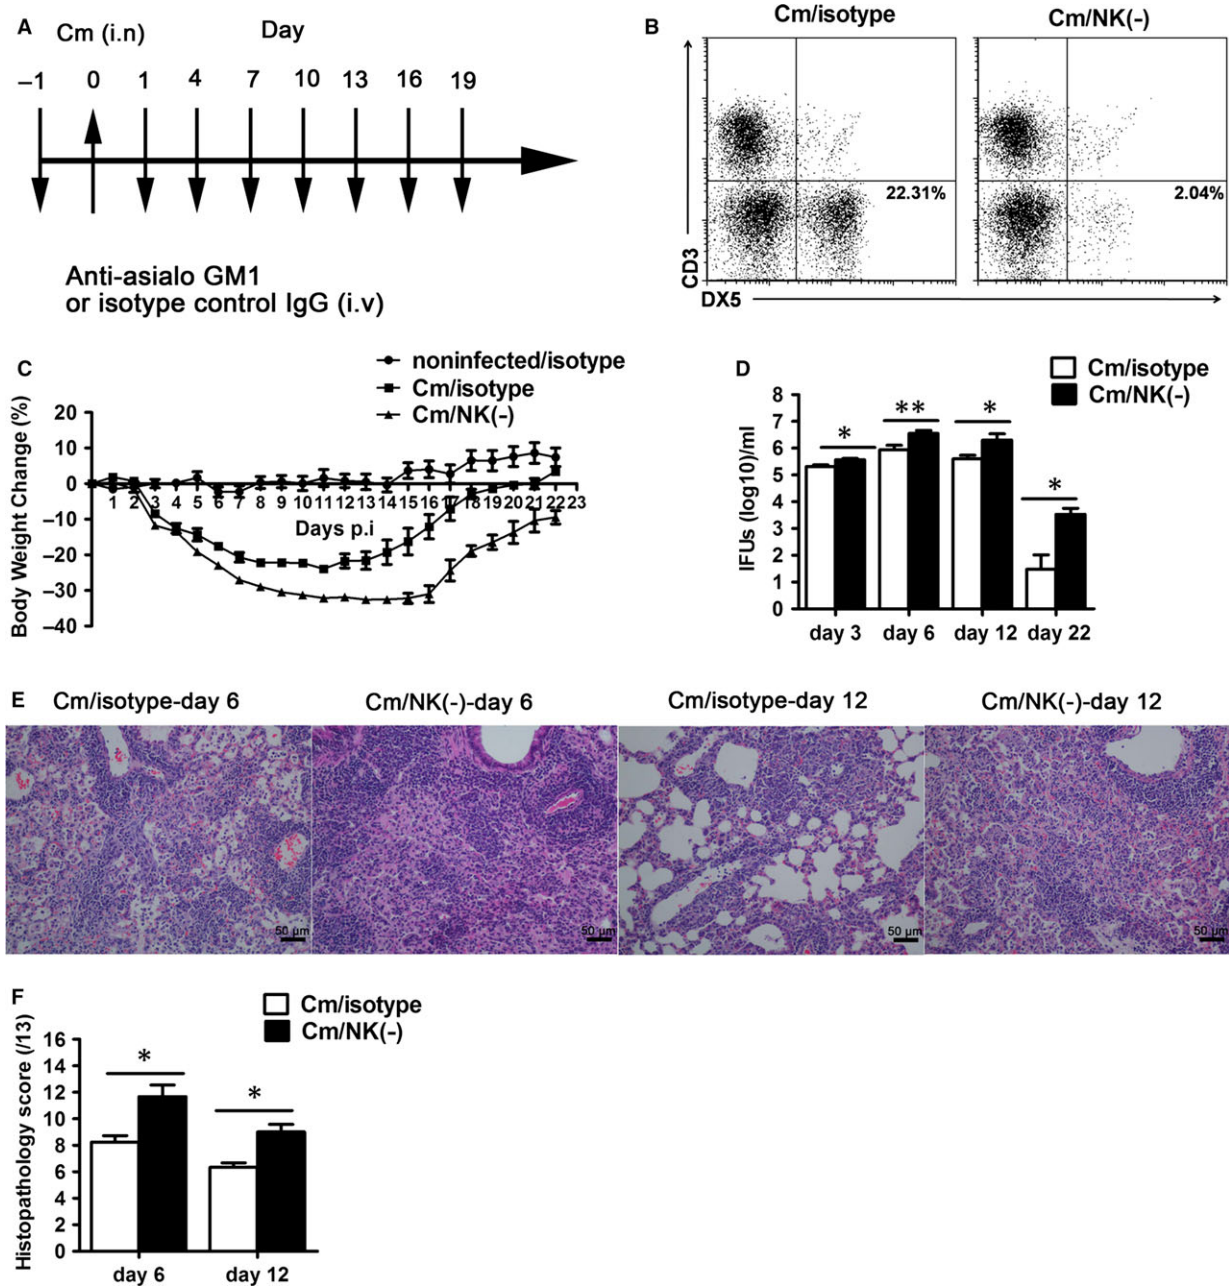 A
Cm (i.n)
Day
–1 0 1 4 7 10 13 16 19
Anti-asialo GM1
or isotype control IgG (i.v)
B
Cm/isotype
Cm/NK(-)
22.31%
2.04%
CD3
DX5
C
noninfected/isotype
Cm/isotype
Cm/NK(-)
Body Weight Change (%)
20
10
0
–10
–20
–30
–40
1 2 3 4 5 6 7 8 9 10 11 12 13 14 15 16 17 18 19 20 21 22 23
Days p.i
D
Cm/isotype
Cm/NK(-)
IFUs (log10)/ml
8
7
6
5
4
3
2
1
0
* ** * *
day 3 day 6 day 12 day 22
E
Cm/isotype-day 6
Cm/NK(-)-day 6
Cm/isotype-day 12
Cm/NK(-)-day 12
50 µm
50 µm
50 µm
50 µm
F
Cm/isotype
Cm/NK(-)
Histopathology score (/13)
16
14
12
10
8
6
4
2
0
* *
day 6 day 12